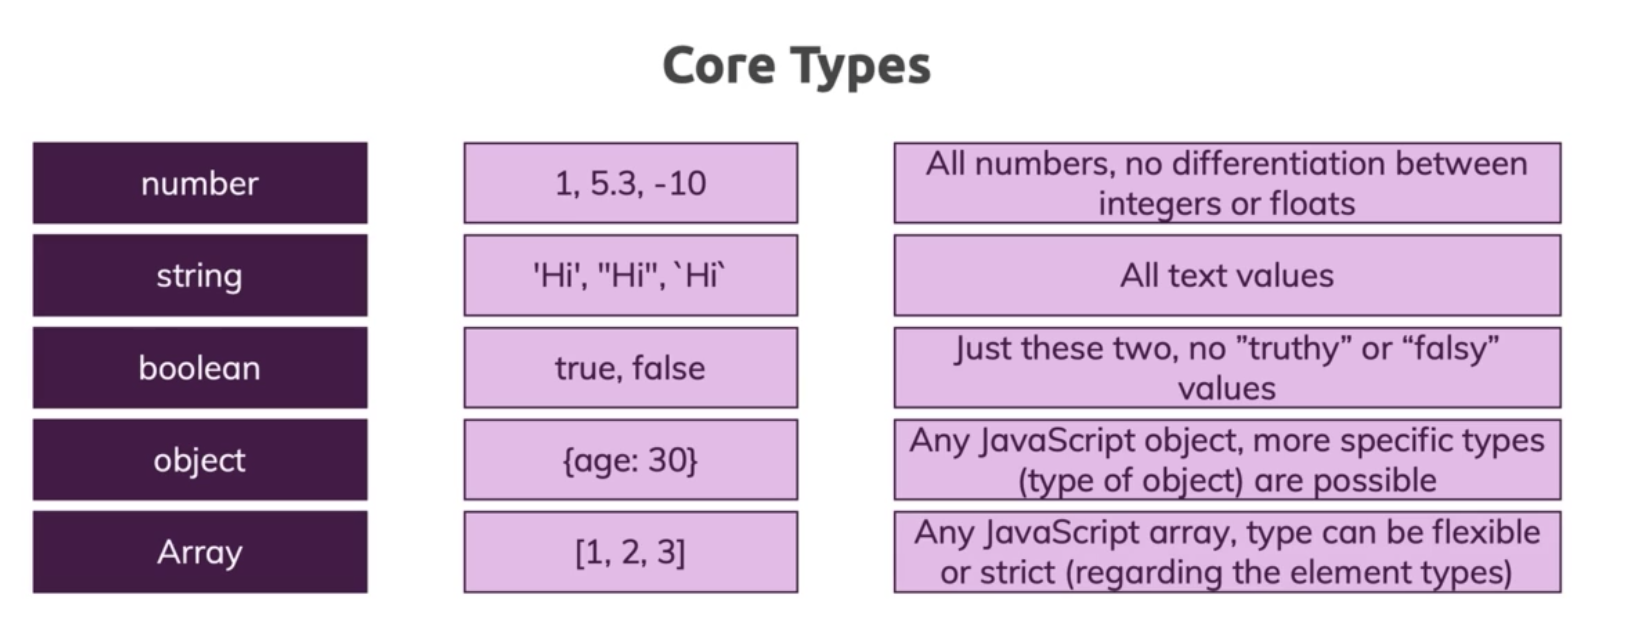 Core Types
number
1, 5.3, -10
All numbers, no differentiation between
integers or floats
string
'Hi', "Hi", `Hi`
All text values
boolean
true, false
Just these two, no ”truthy” or “falsy”
values
object
{age: 30}
Any JavaScript object, more specific types
(type of object) are possible
Array
[1, 2, 3]
Any JavaScript array, type can be flexible
or strict (regarding the element types)